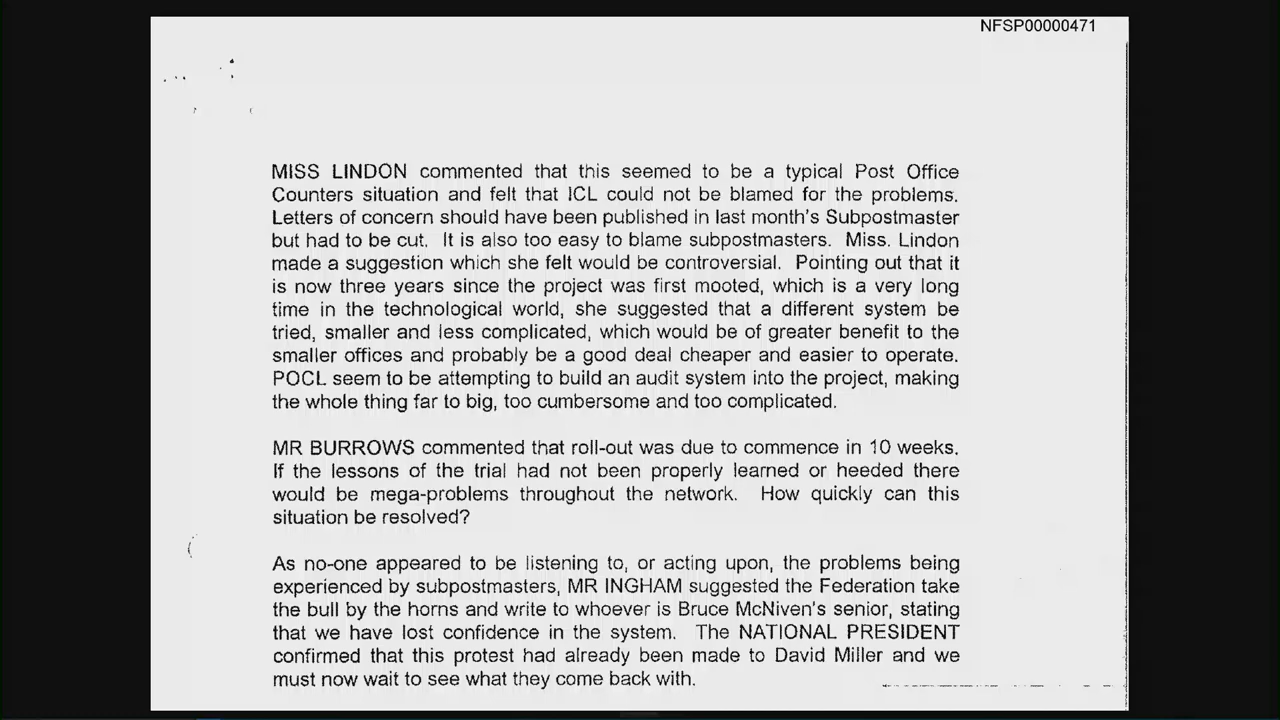 NFSP00000471
MISS LINDON commented that this seemed to be a typical Post Office
Counters situation and felt that ICL could not be blamed for the problems.
Letters of concern should have been published in last month's Subpostmaster
but had to be cut. It is also too easy to blame subpostmasters. Miss. Lindon
made a suggestion which she felt would be controversial. Pointing out that it
is now three years since the project was first mooted, which is a very long
time in the technological world, she suggested that a different system be
tried, smaller and less complicated, which would be of greater benefit to the
smaller offices and probably be a good deal cheaper and easier to operate.
POCL seem to be attempting to build an audit system into the project, making
the whole thing far to big, too cumbersome and too complicated.
MR BURROWS commented that roll-out was due to commence in 10 weeks.
If the lessons of the trial had not been properly learned or heeded there
would be mega-problems throughout the network. How quickly can this
situation be resolved?
As no-one appeared to be listening to, or acting upon, the problems being
experienced by subpostmasters, MR INGHAM suggested the Federation take
the bull by the horns and write to whoever is Bruce McNiven's senior, stating
that we have lost confidence in the system. The NATIONAL PRESIDENT
confirmed that this protest had already been made to David Miller and we
must now wait to see what they come back with.